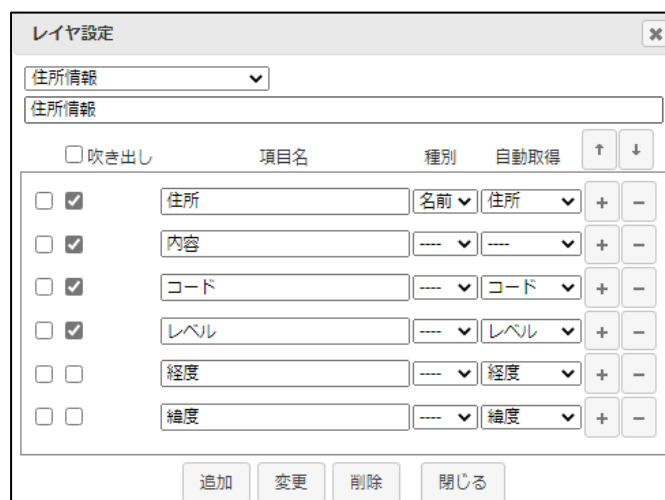 レイヤ設定
住所情報
住所情報
吹き出し 項目名 種別 自動取得 ↑ ↓
住所 名前 住所 + −
内容 ---- ---- + −
コード ---- コード + −
レベル ---- レベル + −
経度 ---- 経度 + −
緯度 ---- 緯度 + −
追加 変更 削除 閉じる